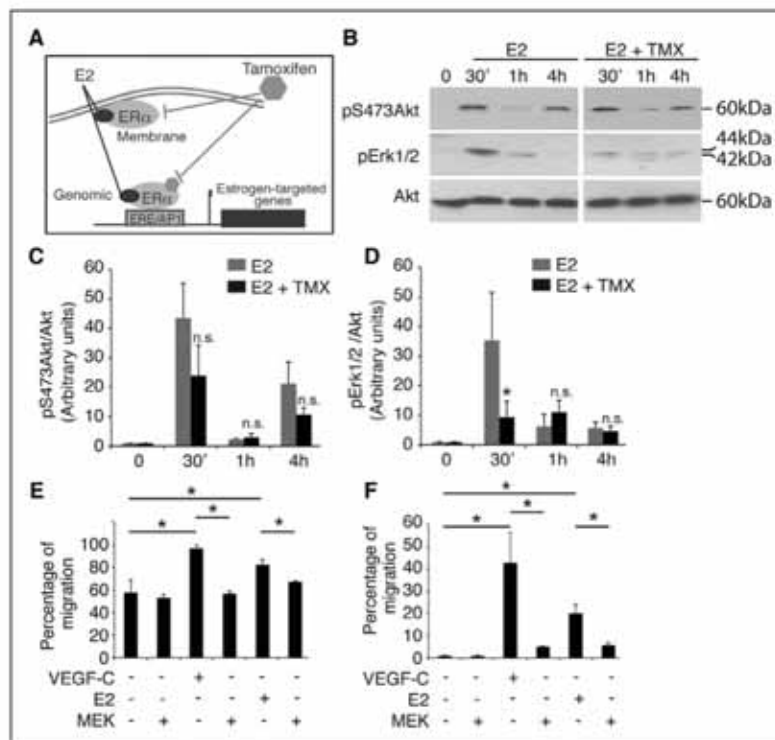 A
E2
Tamoxifen
ERα
Membrane
Genomic
ERα
Estrogen-targeted
genes
ERE/AP1
B
E2
E2 + TMX
0 30' 1h 4h 30' 1h 4h
pS473Akt
60kDa
pErk1/2
44kDa
42kDa
Akt
60kDa
C
E2
E2 + TMX
pS473Akt/Akt
(Arbitrary units)
60
50
40
30
20
10
n.s.
n.s.
n.s.
0 30' 1h 4h
D
E2
E2 + TMX
pErk1/2 /Akt
(Arbitrary units)
60
50
40
30
20
10
*
n.s.
n.s.
0 30' 1h 4h
E
* * * *
Percentage of
migration
100
80
60
40
20
0
VEGF-C - - + + - -
E2 - - - - + +
MEK - + - + - +
F
* * * *
Percentage of
migration
60
50
40
30
20
10
0
VEGF-C - - + - - -
E2 - - - - + -
MEK - + - + - +